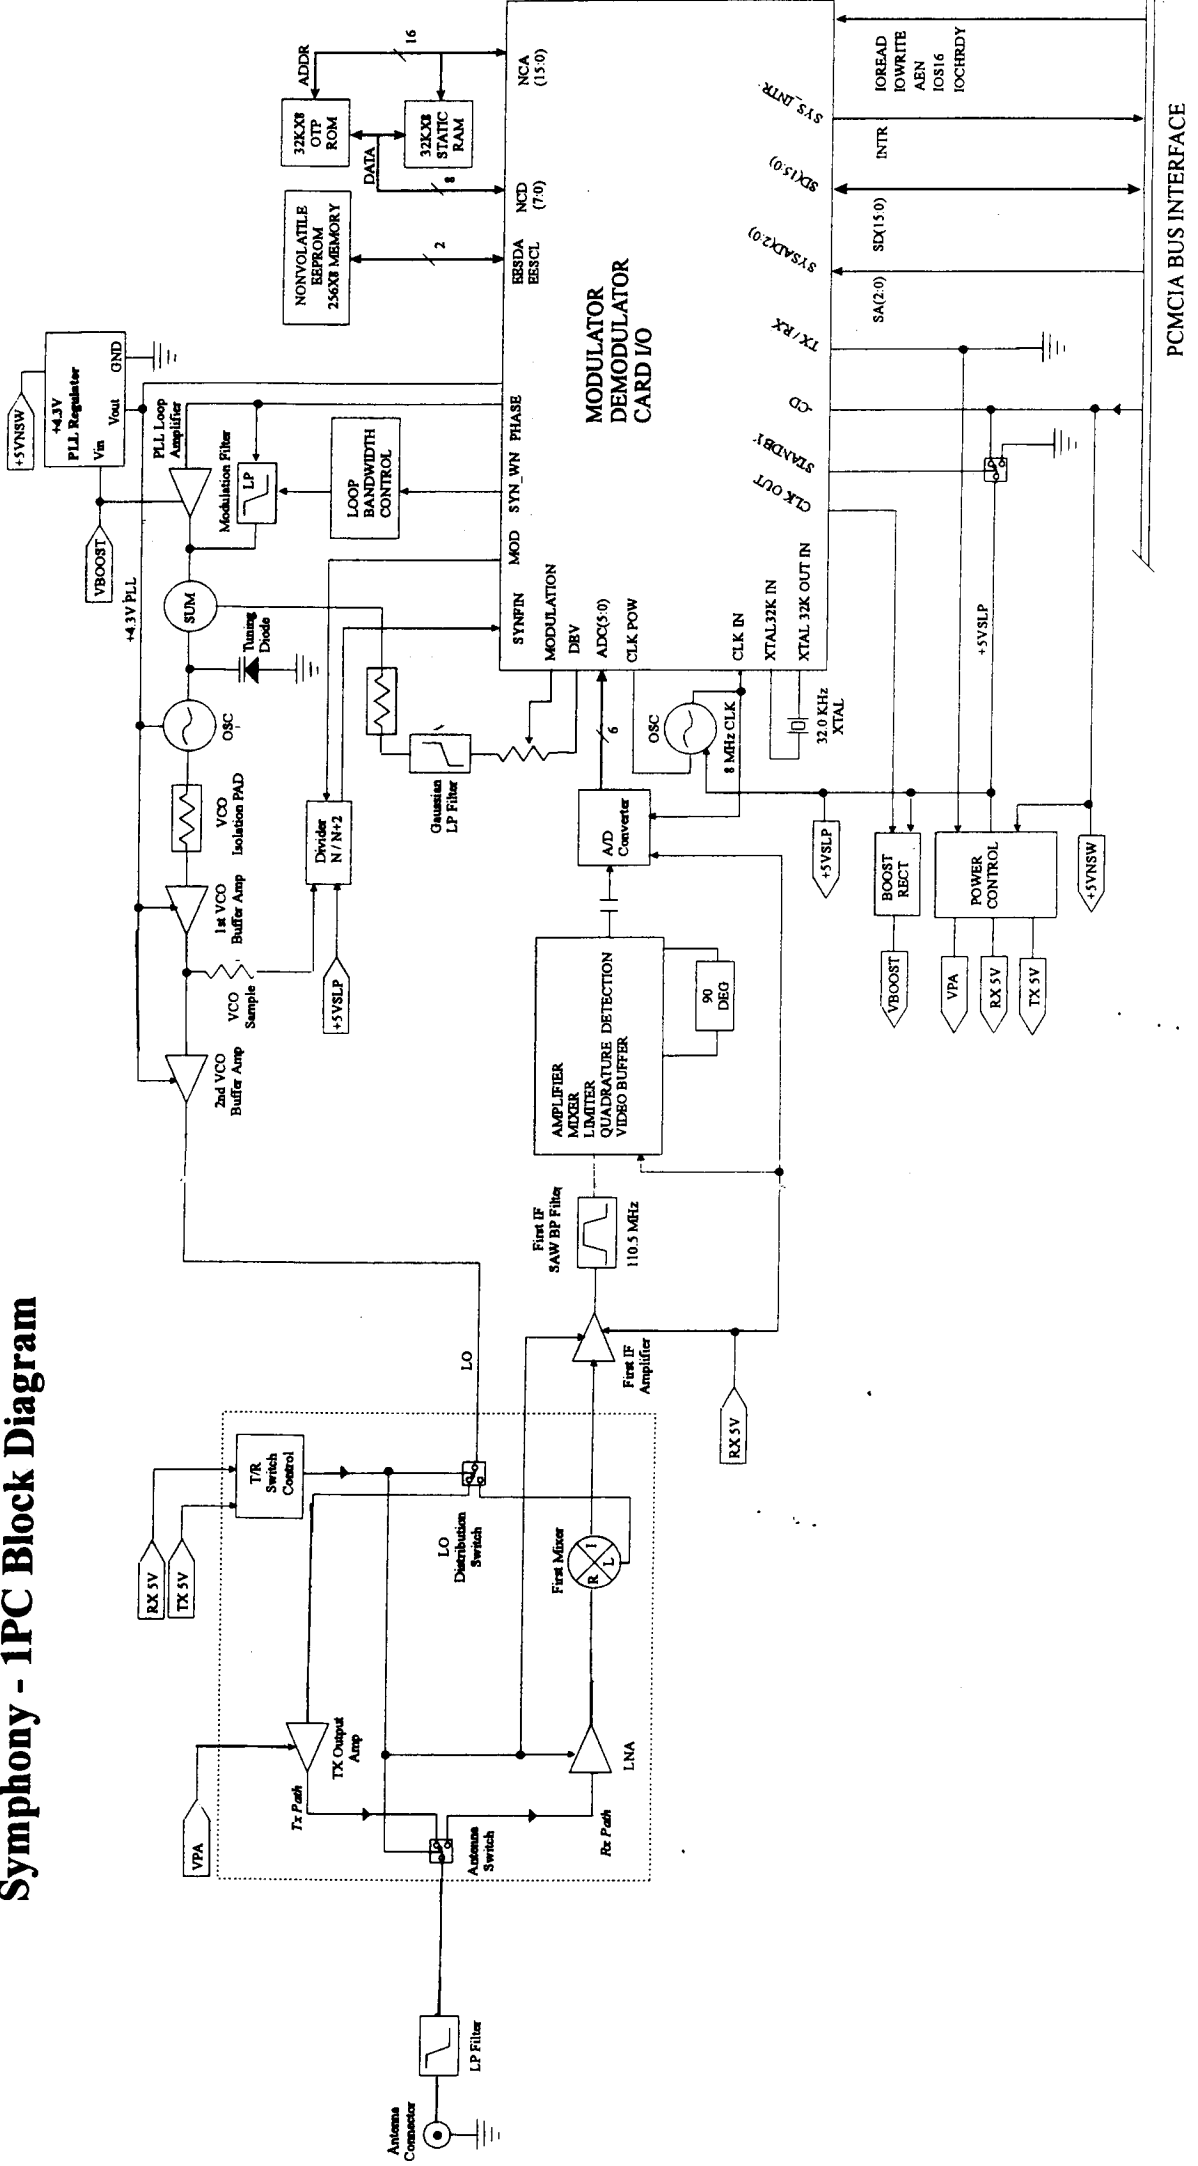 Symphony - 1PC Block Diagram
Antenna
Connector
LP Filter
VPA
RX 5V
TX 5V
T/R
Switch
Control
TX Output
Amp
Tx Path
Antenna
Switch
Rx Path
LNA
LO
Distribution
Switch
First Mixer
R
L
I
LO
First IF
Amplifier
RX 5V
First IF
SAW BP Filter
110.5 MHz
AMPLIFIER
MIXER
LIMITER
QUADRATURE DETECTION
VIDEO BUFFER
90
DEG
A/D
Converter
6
2nd VCO
Buffer Amp
VCO
Sample
1st VCO
Buffer Amp
VCO
Isolation PAD
OSC
Tuning
Diode
SUM
+4.3V PLL
VBOOST
+5VNSW
+4.3V
PLL Regulator
Vin
Vout
GND
PLL Loop
Amplifier
Modulation Filter
LP
LOOP
BANDWIDTH
CONTROL
+5VSLP
Divider
N / N+2
Gaussian
LP Filter
OSC
8 MHz CLK
32.0 KHz
XTAL
NONVOLATILE
EEPROM
256X8 MEMORY
2
32KX8
OTP
ROM
ADDR
DATA
32KX8
STATIC
RAM
16
8
MODULATOR
DEMODULATOR
CARD I/O
SYNFIN
MOD
SYN_WN
PHASE
EESDA
EESCL
NCD
(7:0)
NCA
(15:0)
MODULATION
DEV
ADC(5:0)
CLK POW
CLK IN
XTAL32K IN
XTAL 32K OUT IN
CLK OUT
STANDBY
-CD
TX / RX
SYSAD(2:0)
SD(15:0)
SYS_INTR
VBOOST
BOOST
RECT
VPA
RX 5V
TX 5V
POWER
CONTROL
+5VSLP
+5VNSW
+5VSLP
SA(2:0)
SD(15:0)
INTR
IOREAD
IOWRITE
AEN
IOS16
IOCHRDY
PCMCIA BUS INTERFACE